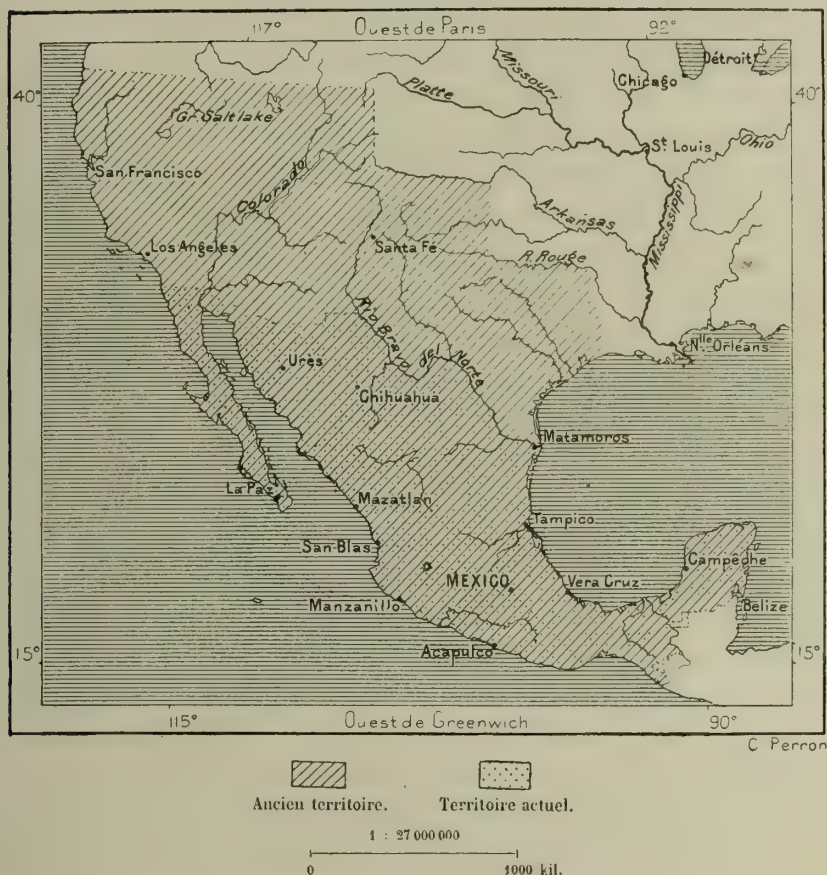 117° Ouest de Paris 92°
Détroit
Missouri
Chicago
40° Platte 40°
Gr. Saltlake
St. Louis Ohio
San Francisco
Colorado
Arkansas
Mississippi
Los Angeles Santa Fé
R. Rouge
Rio Bravo del Norte
Nlle Orléans
Urès
Chihuahua
Matamoros
La Paz
Mazatlan
Tampico
San-Blas
Campêche
MEXICO
Vera Cruz
Manzanillo
Belize
Acapulco
15° 15°
115° Ouest de Greenwich 90°
C Perron
Ancien territoire. Territoire actuel.
1 : 27 000 000
0 1000 kil.